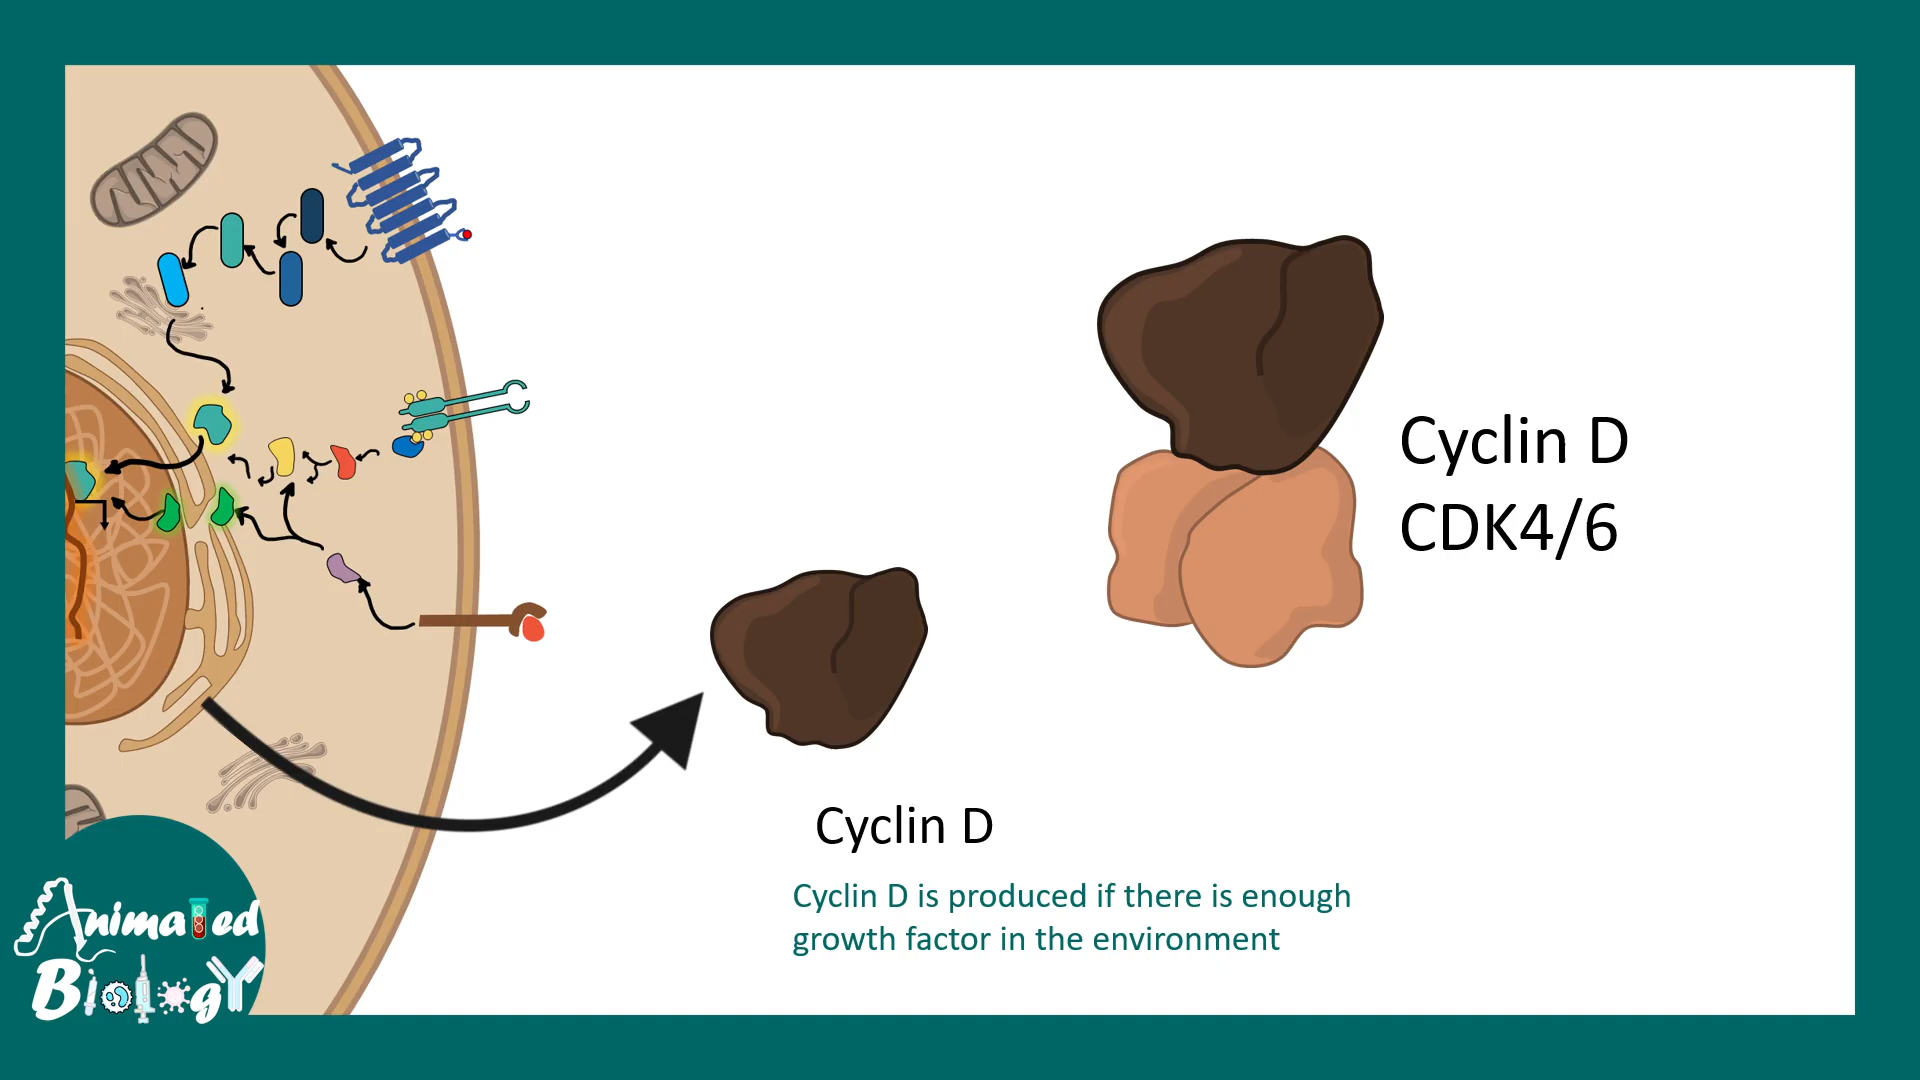 Cyclin D
CDK4/6
Cyclin D
Cyclin D is produced if there is enough
growth factor in the environment
Animated
Biology